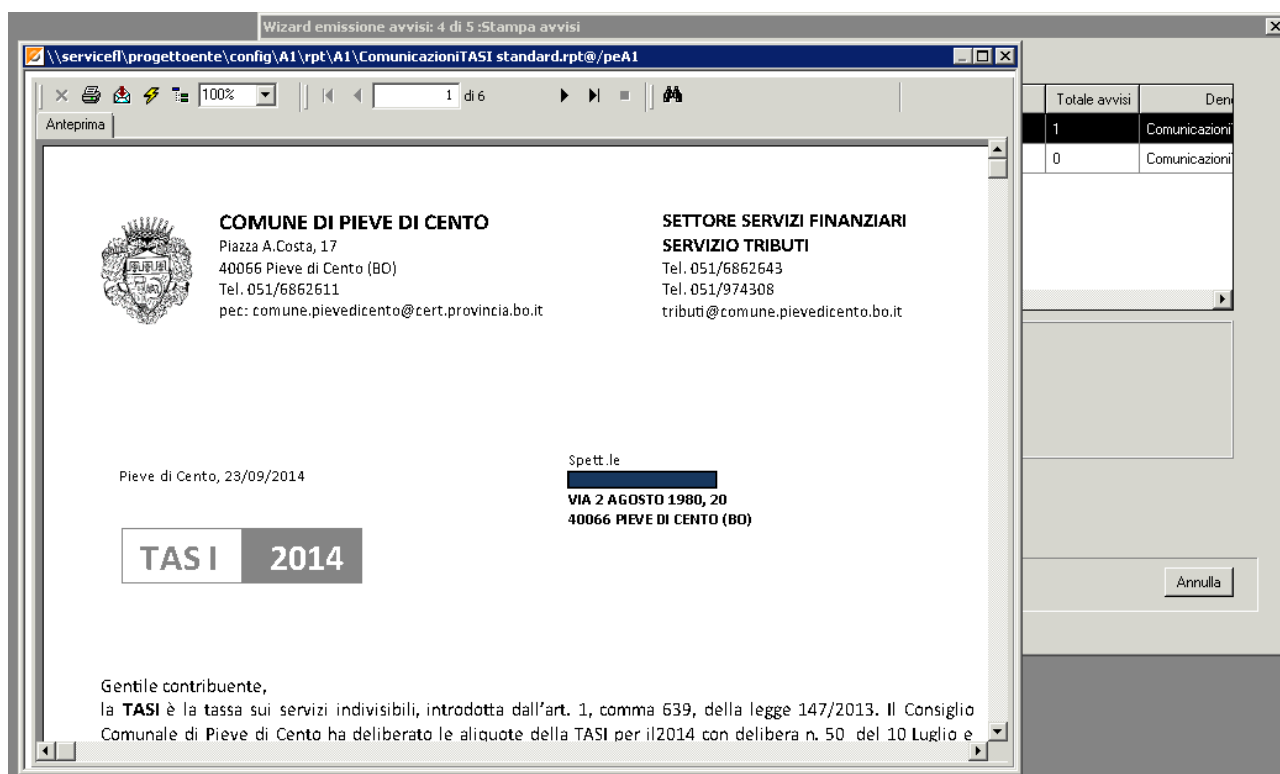 Wizard emissione avvisi: 4 di 5 :Stampa avvisi
\\servicefl\progettoente\config\A1\rpt\A1\ComunicazioniTASI standard.rpt@/peA1
100%
1 di 6
Anteprima
Totale avvisi
Den
1
Comunicazioni
0
Comunicazioni
COMUNE DI PIEVE DI CENTO
Piazza A.Costa, 17
40066 Pieve di Cento (BO)
Tel. 051/6862611
pec: comune.pievedicento@cert.provincia.bo.it
SETTORE SERVIZI FINANZIARI
SERVIZIO TRIBUTI
Tel. 051/6862643
Tel. 051/974308
tributi@comune.pievedicento.bo.it
Pieve di Cento, 23/09/2014
Spett.le
VIA 2 AGOSTO 1980, 20
40066 PIEVE DI CENTO (BO)
TASI 2014
Annulla
Gentile contribuente,
la TASI è la tassa sui servizi indivisibili, introdotta dall'art. 1, comma 639, della legge 147/2013. Il Consiglio
Comunale di Pieve di Cento ha deliberato le aliquote della TASI per il2014 con delibera n. 50 del 10 Luglio e